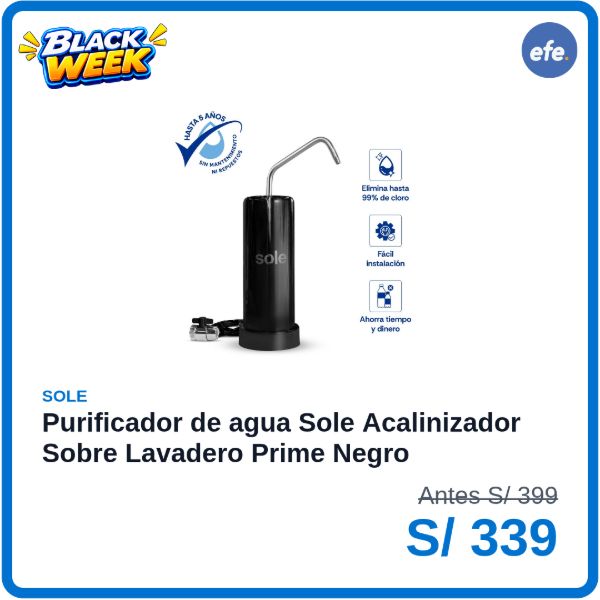 BLACK
WEEK
efe.
HASTA 5 AÑOS
SIN MANTENIMIENTO
NI REPUESTOS
sole
Elimina hasta
99% de cloro
Fácil
instalación
Ahorra tiempo
y dinero
SOLE
Purificador de agua Sole Acalinizador
Sobre Lavadero Prime Negro
Antes S/ 399
S/ 339